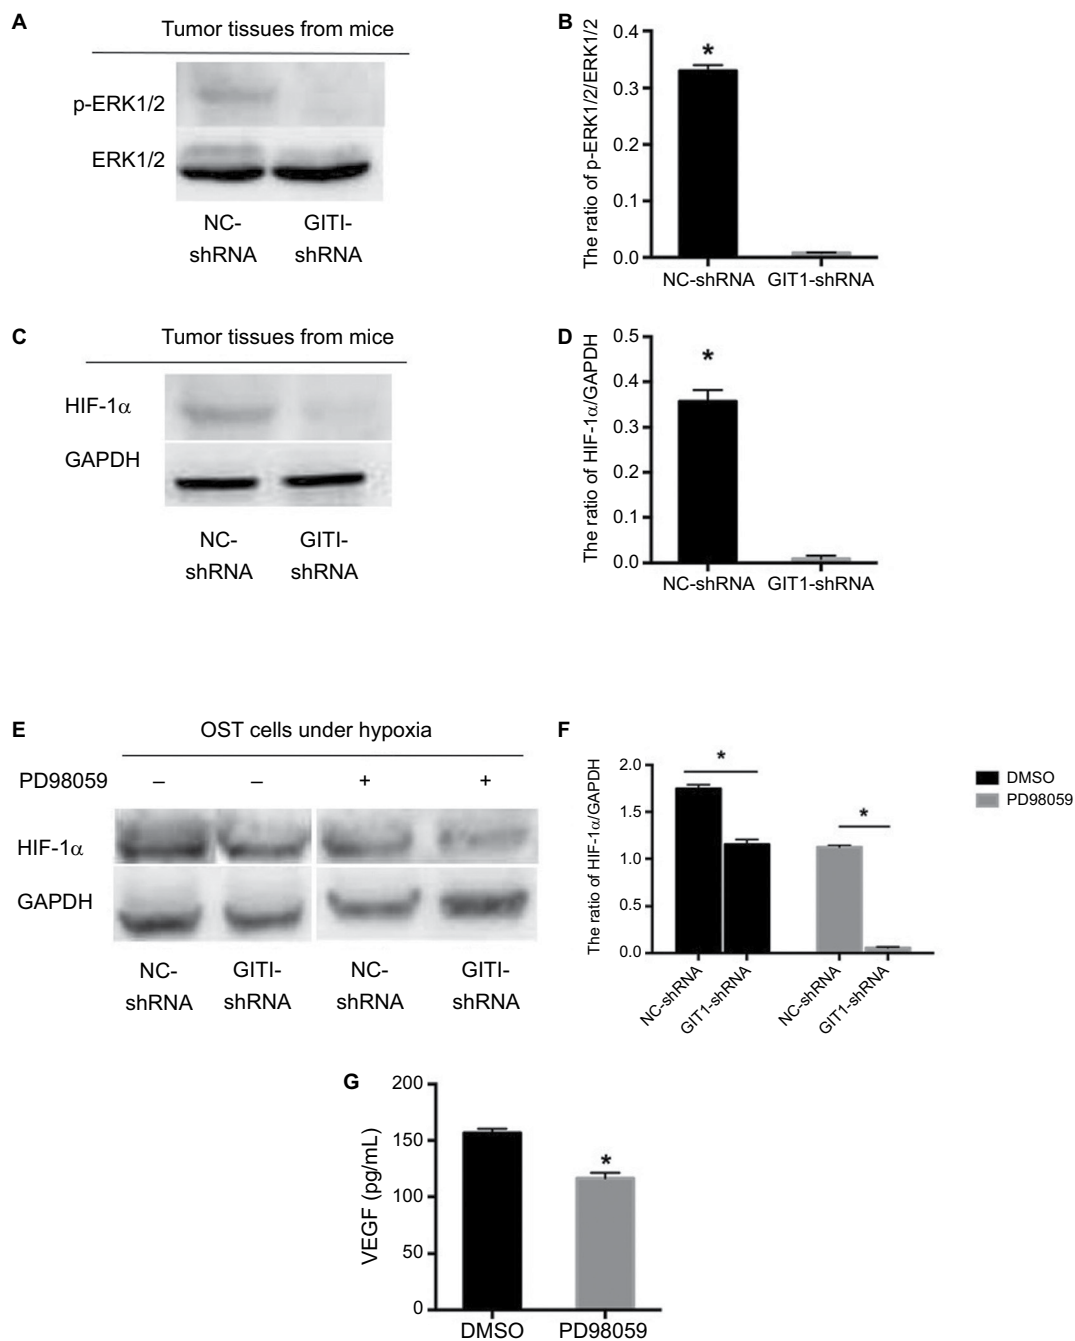 A
Tumor tissues from mice
p-ERK1/2
ERK1/2
NC-
shRNA
GITI-
shRNA
B
The ratio of p-ERK1/2/ERK1/2
0.4
0.3
0.2
0.1
0.0
NC-shRNA GIT1-shRNA
*
C
Tumor tissues from mice
HIF-1α
GAPDH
NC-
shRNA
GITI-
shRNA
D
The ratio of HIF-1α/GAPDH
0.5
0.4
0.3
0.2
0.1
0.0
NC-shRNA GIT1-shRNA
*
E
OST cells under hypoxia
PD98059 – – + +
HIF-1α
GAPDH
NC-
shRNA
GITI-
shRNA
NC-
shRNA
GITI-
shRNA
F
The ratio of HIF-1α/GAPDH
2.0
1.5
1.0
0.5
0.0
*
*
NC-shRNA
GIT1-shRNA
NC-shRNA
GIT1-shRNA
DMSO
PD98059
G
VEGF (pg/mL)
200
150
100
50
0
*
DMSO PD98059